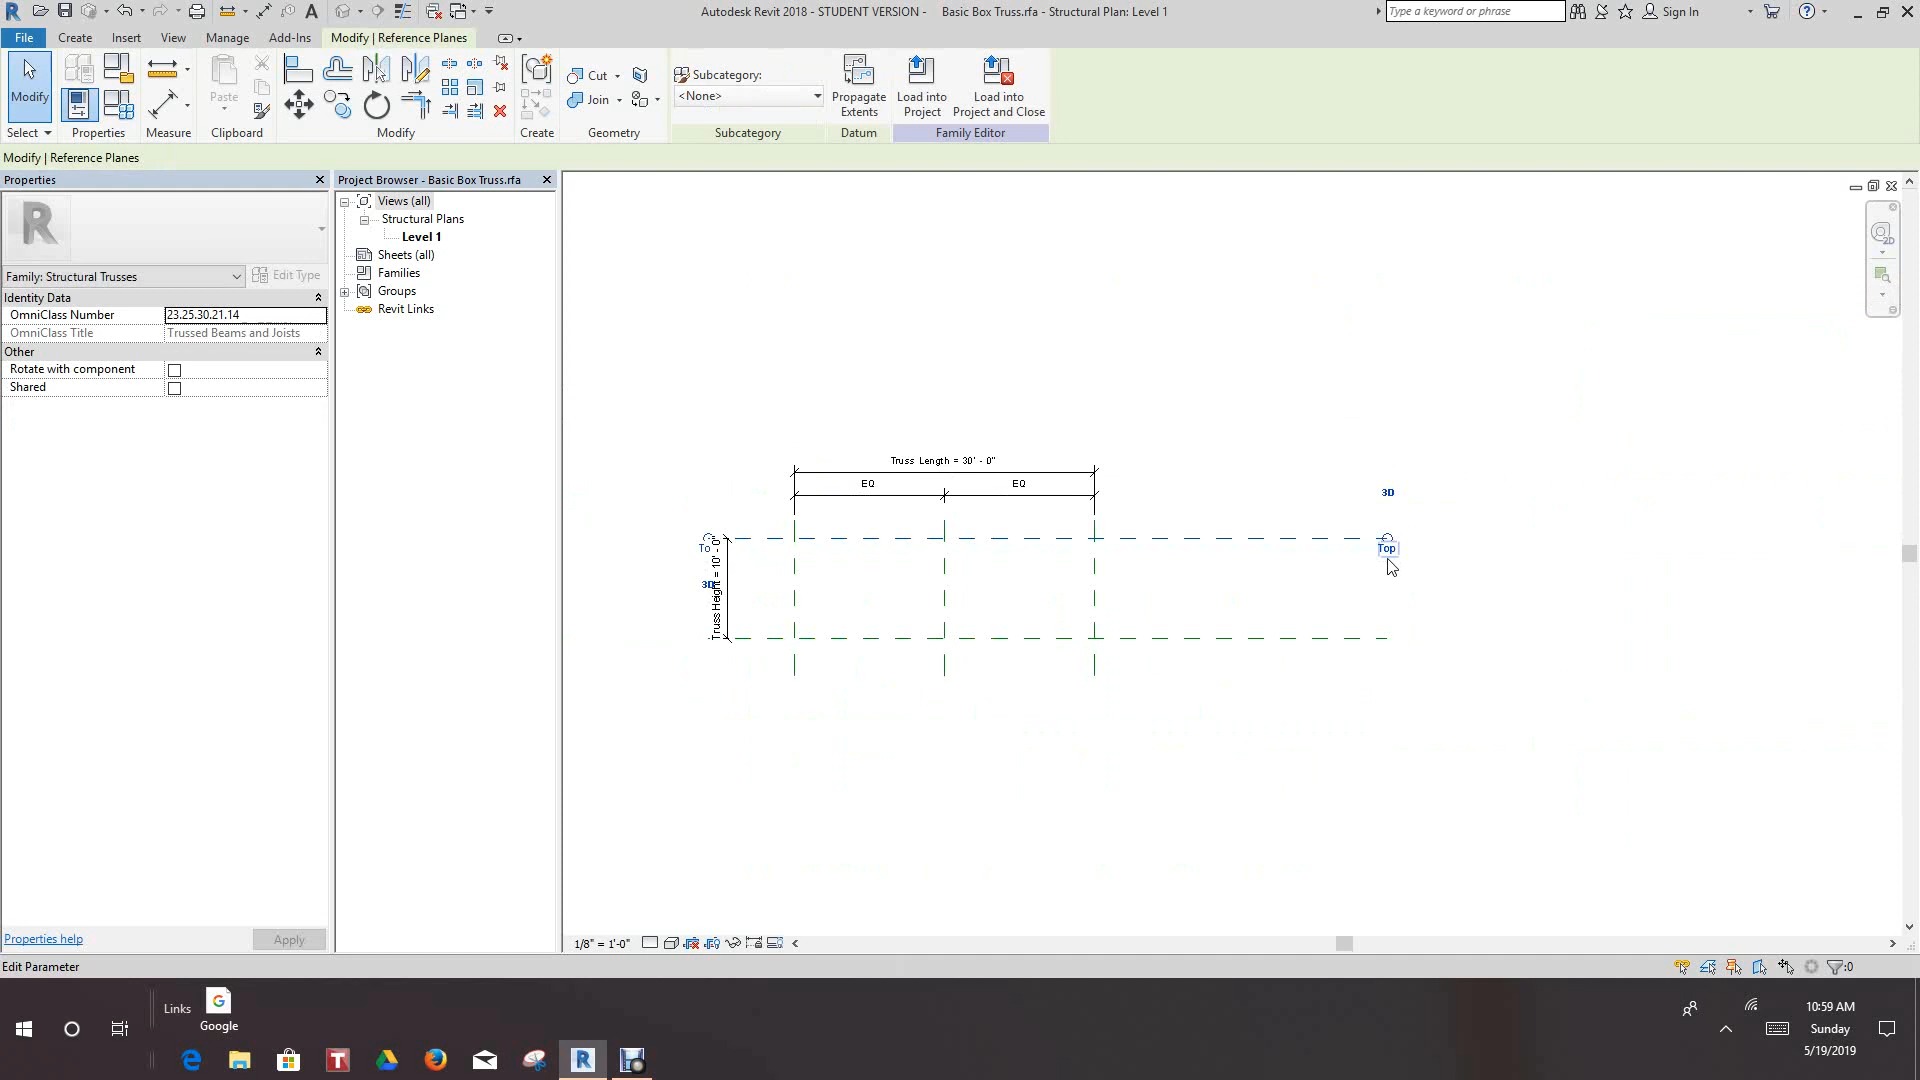 Autodesk Revit 2018 - STUDENT VERSION - Basic Box Truss.rfa - Structural Plan: Level 1
Type a keyword or phrase
Sign In
File Create Insert View Manage Add-Ins Modify | Reference Planes
Modify
Paste
Cut
Join
Subcategory:
<None>
Propagate Extents
Load into Project
Load into Project and Close
Select Properties Measure Clipboard Modify Create Geometry Subcategory Datum Family Editor
Modify | Reference Planes
Properties
Project Browser - Basic Box Truss.rfa
R
Family: Structural Trusses
Edit Type
Identity Data
OmniClass Number 23.25.30.21.14
OmniClass Title Trussed Beams and Joists
Other
Rotate with component
Shared
Views (all)
Structural Plans
Level 1
Sheets (all)
Families
Groups
Revit Links
2D
Truss Length = 30' - 0"
EQ EQ
3D
To
Top
3D
Truss Height = 10' - 0"
Properties help
Apply
1/8" = 1'-0"
Edit Parameter
:0
Links
Google
10:59 AM
Sunday
5/19/2019